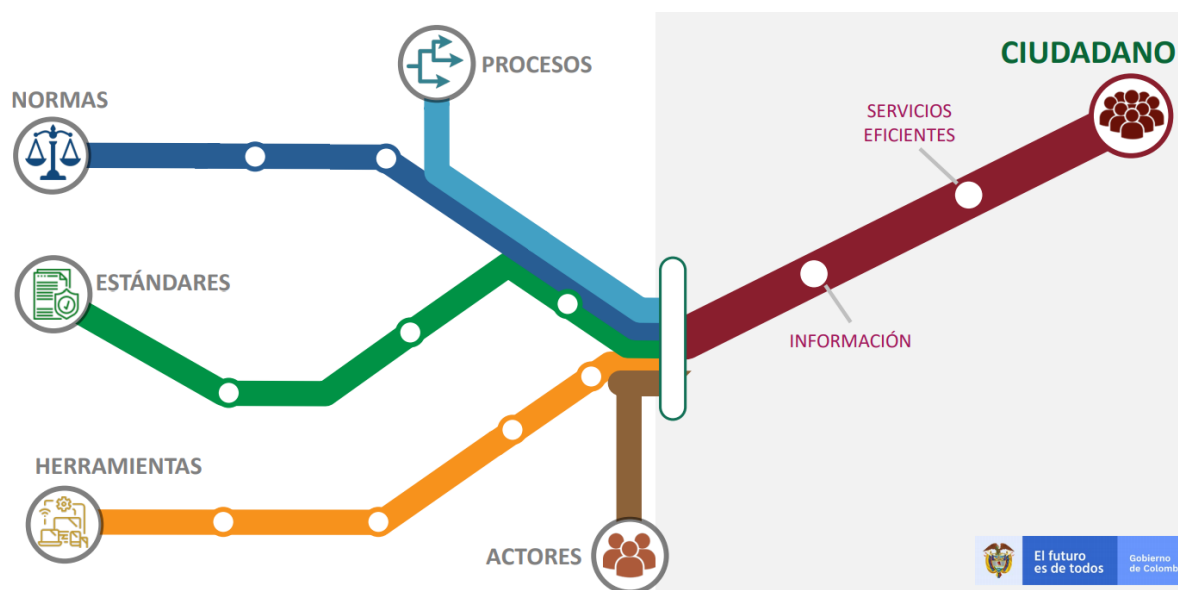 PROCESOS
CIUDADANO
NORMAS
SERVICIOS
EFICIENTES
ESTÁNDARES
INFORMACIÓN
HERRAMIENTAS
ACTORES
El futuro
es de todos
Gobierno
de Colomb